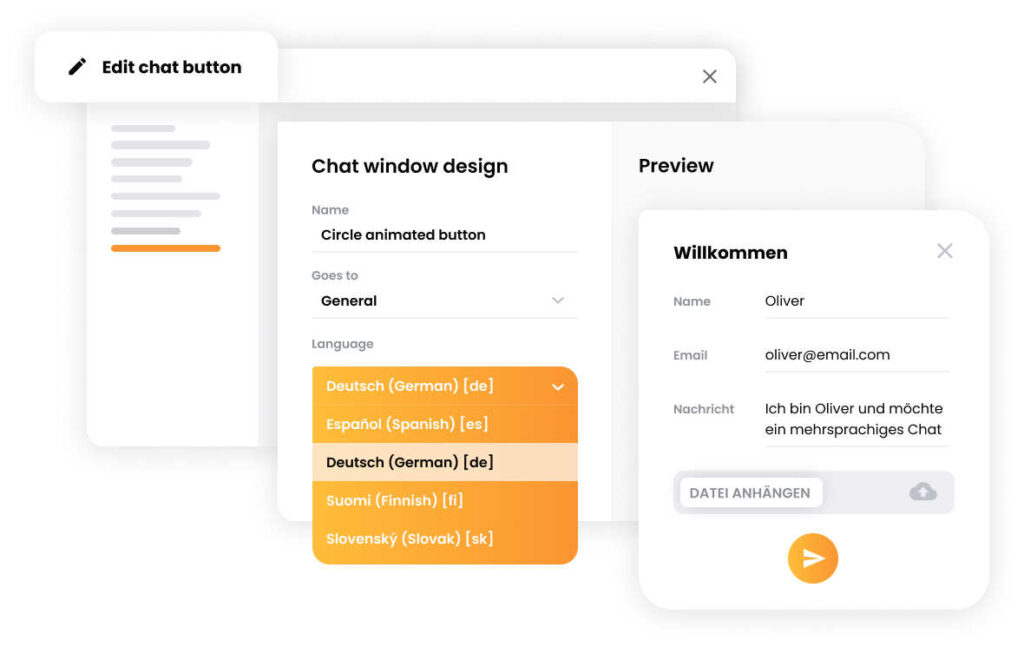 Edit chat button
Chat window design
Name
Circle animated button
Goes to
General
Language
Deutsch (German) [de]
Español (Spanish) [es]
Deutsch (German) [de]
Suomi (Finnish) [fi]
Slovenský (Slovak) [sk]
Preview
Willkommen
Name
Oliver
Email
oliver@email.com
Nachricht
Ich bin Oliver und möchte
ein mehrsprachiges Chat
DATEI ANHÄNGEN